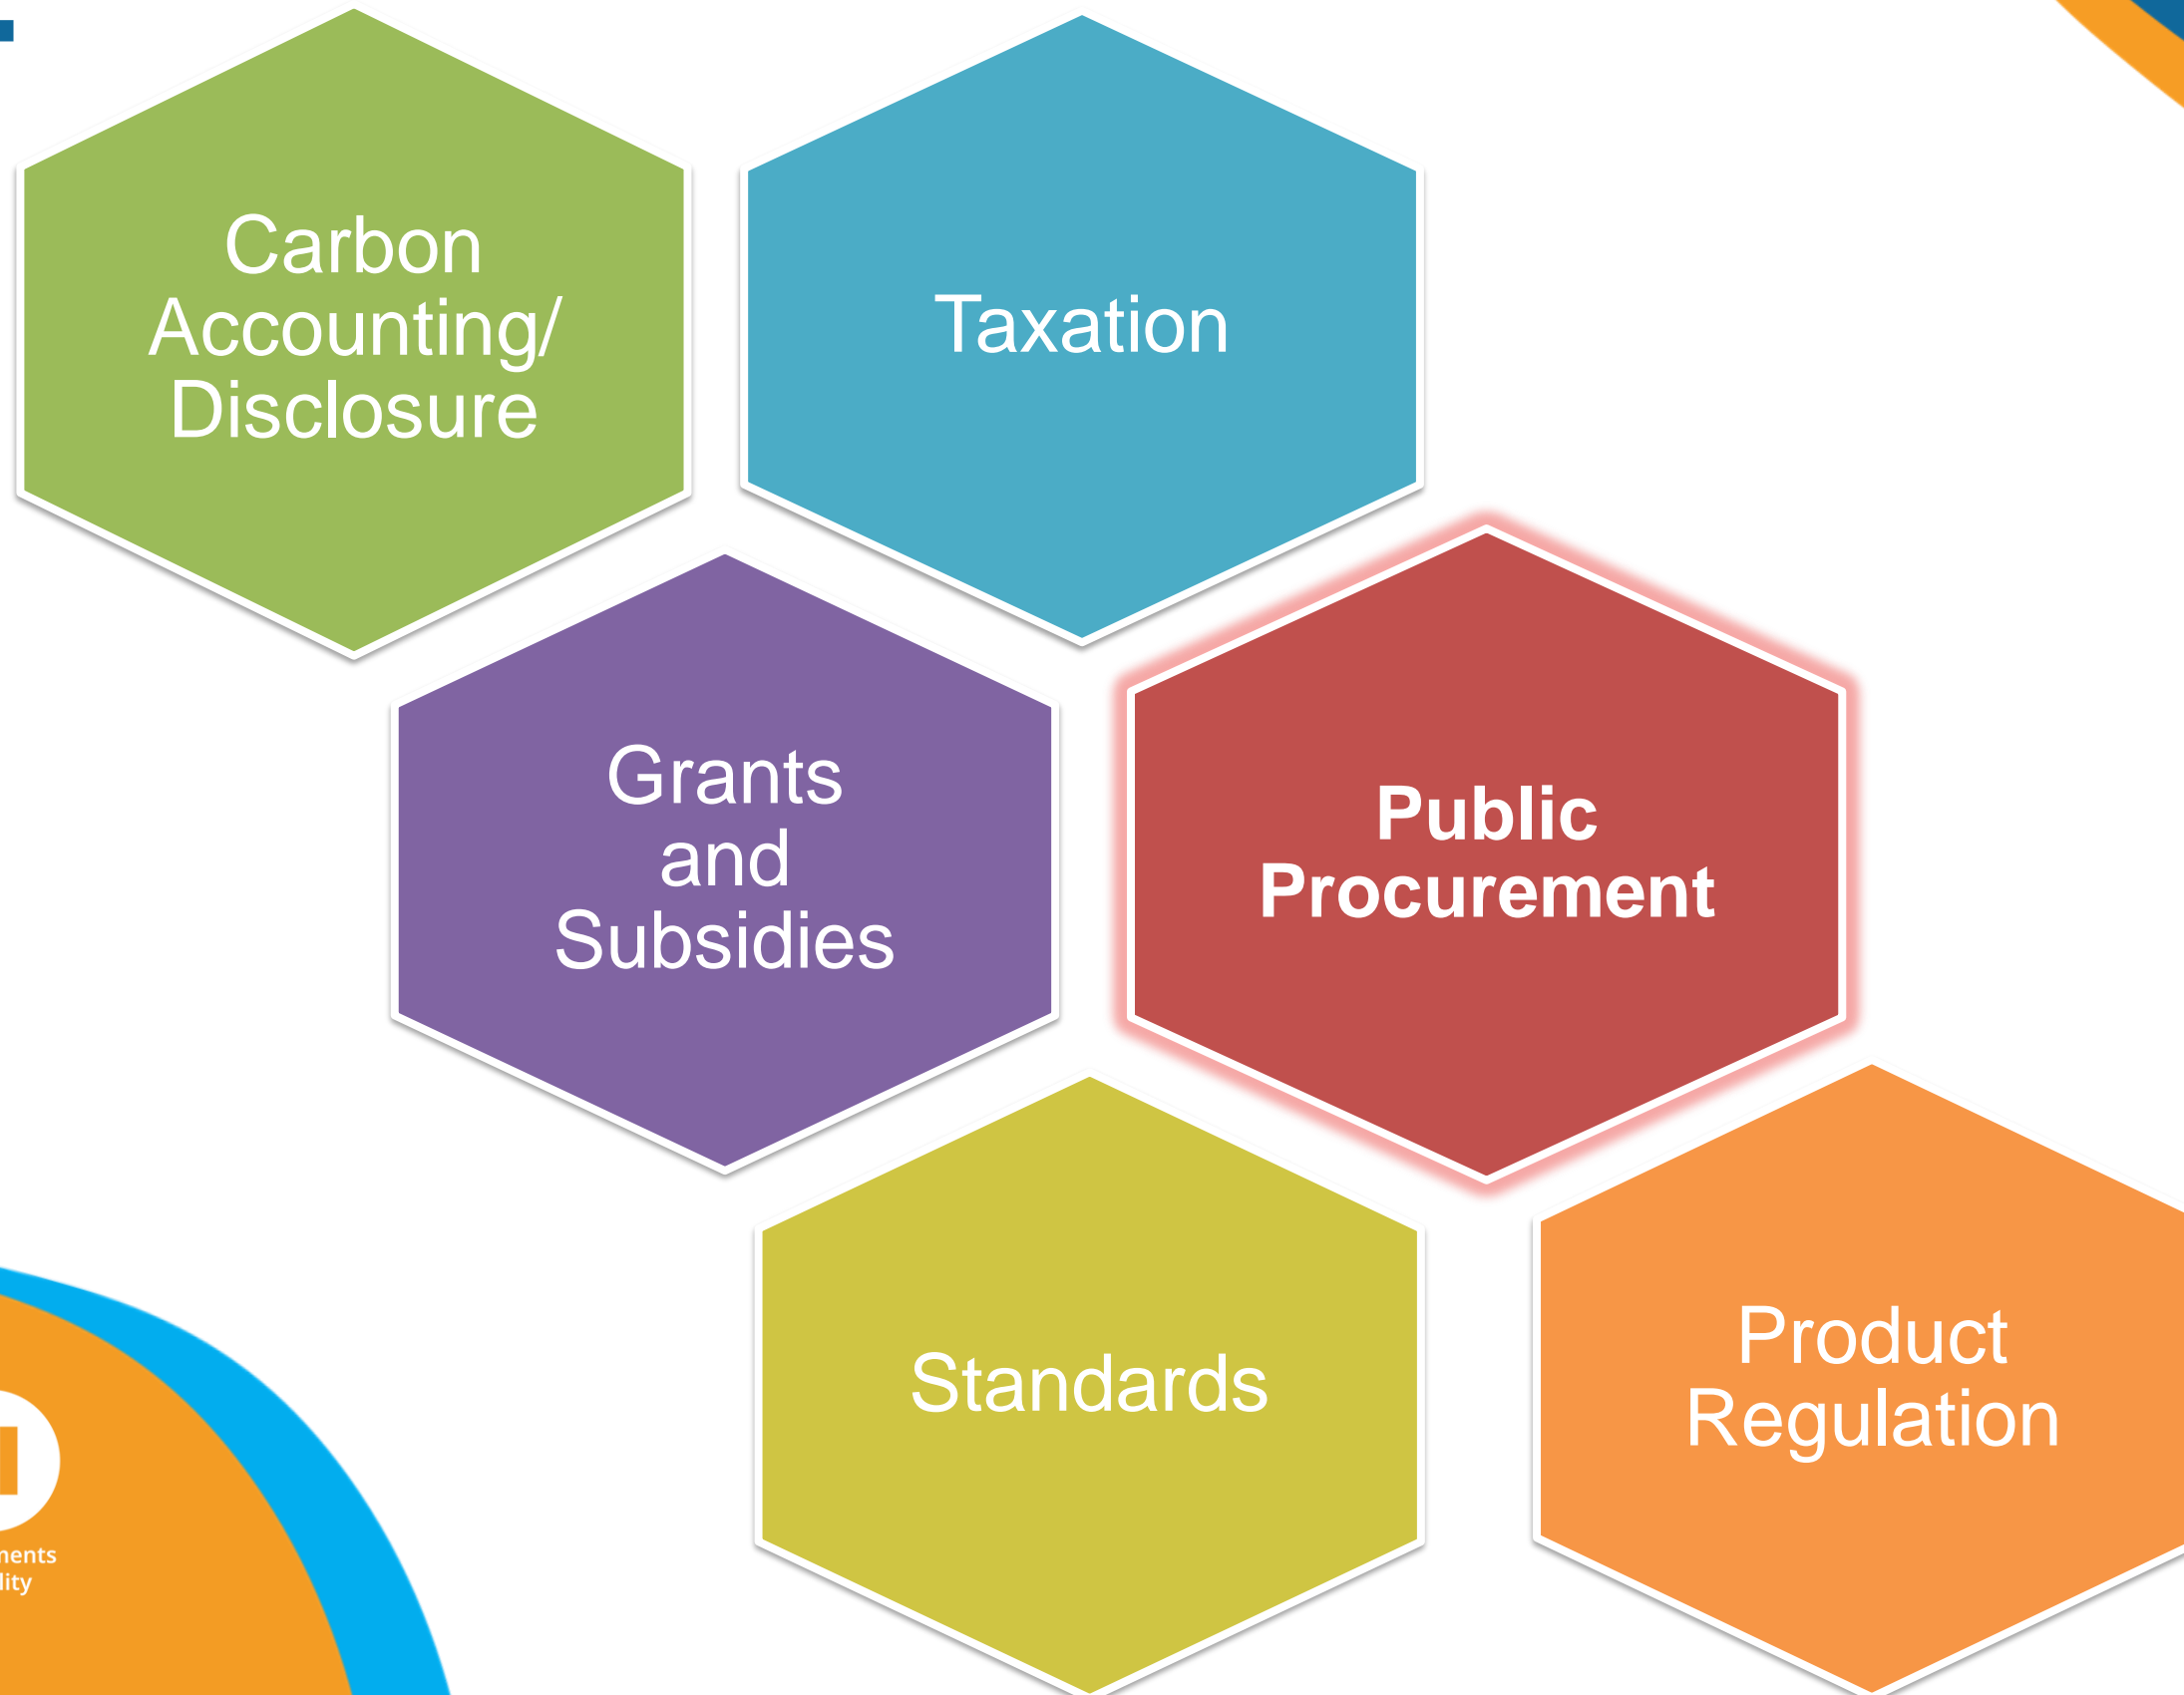 Carbon
Accounting/
Disclosure
Taxation
Grants
and
Subsidies
Public
Procurement
Standards
Product
Regulation